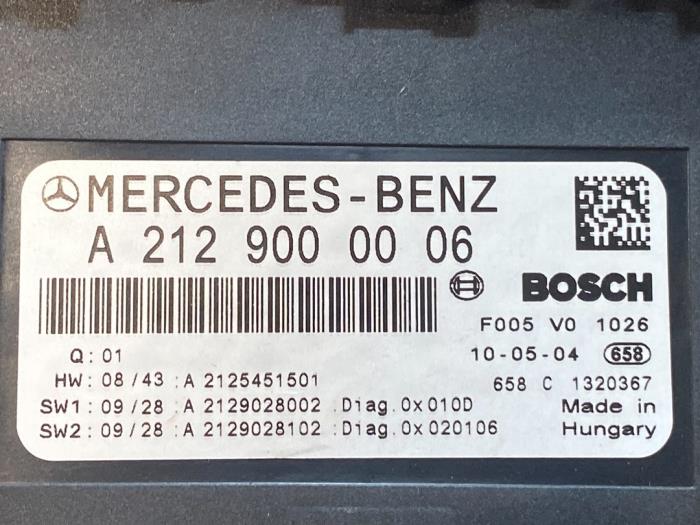 MERCEDES-BENZ
A 212 900 00 06
BOSCH
F005 V0 1026
Q: 01
10-05-04 658
HW: 08/43: A 2125451501
658 C 1320367
SW1: 09/28: A 2129028002 :Diag.0x010D
Made in
SW2: 09/28: A 2129028102 :Diag.0x020106
Hungary